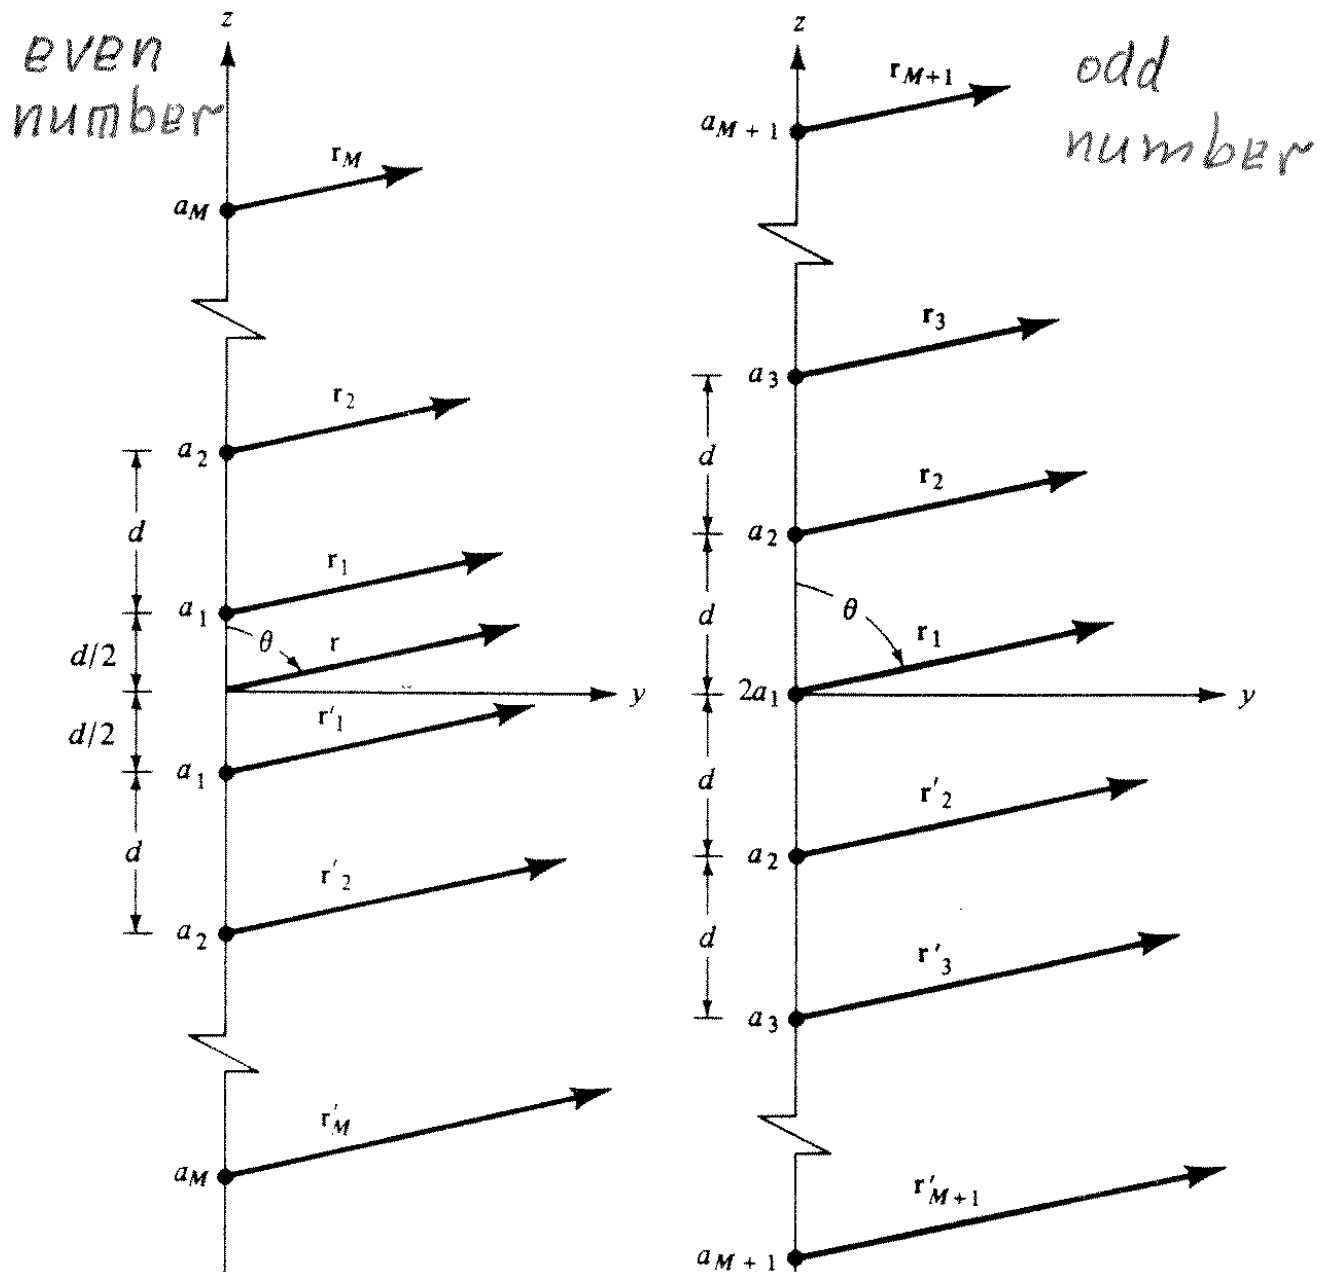 even
number
z
r_M
a_M
r_2
a_2
d
r_1
a_1
θ
r
d/2
y
d/2
r'_1
a_1
d
r'_2
a_2
r'_M
a_M
odd
number
z
r_{M+1}
a_{M+1}
r_3
a_3
d
r_2
a_2
θ
d
r_1
2a_1
y
d
r'_2
a_2
d
r'_3
a_3
r'_{M+1}
a_{M+1}